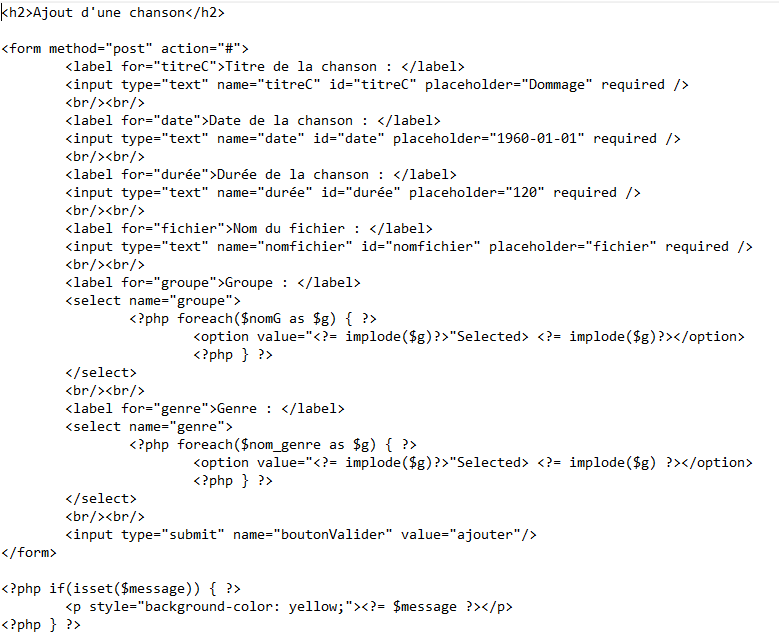 <h2>Ajout d'une chanson</h2>
<form method="post" action="#">
<label for="titreC">Titre de la chanson : </label>
<input type="text" name="titreC" id="titreC" placeholder="Dommage" required />
<br/><br/>
<label for="date">Date de la chanson : </label>
<input type="text" name="date" id="date" placeholder="1960-01-01" required />
<br/><br/>
<label for="durée">Durée de la chanson : </label>
<input type="text" name="durée" id="durée" placeholder="120" required />
<br/><br/>
<label for="fichier">Nom du fichier : </label>
<input type="text" name="nomfichier" id="nomfichier" placeholder="fichier" required />
<br/><br/>
<label for="groupe">Groupe : </label>
<select name="groupe">
<?php foreach($nomG as $g) { ?>
<option value="<?= implode($g)?>"Selected> <?= implode($g)?></option>
<?php } ?>
</select>
<br/><br/>
<label for="genre">Genre : </label>
<select name="genre">
<?php foreach($nom_genre as $g) { ?>
<option value="<?= implode($g)?>"Selected> <?= implode($g) ?></option>
<?php } ?>
</select>
<br/><br/>
<input type="submit" name="boutonValider" value="ajouter"/>
</form>
<?php if(isset($message)) { ?>
<p style="background-color: yellow;"><?= $message ?></p>
<?php } ?>